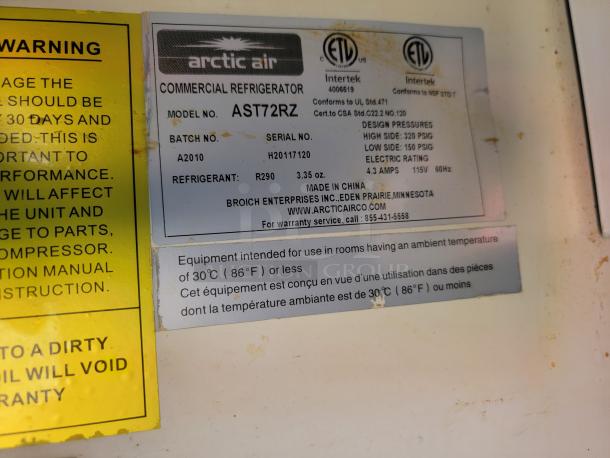 WARNING
AGE THE
SHOULD BE
30 DAYS AND
DED-THIS IS
ORTANT TO
RFORMANCE.
WILL AFFECT
HE UNIT AND
GE TO PARTS,
OMPRESSOR.
TION MANUAL
NSTRUCTION.
TO A DIRTY
OIL WILL VOID
RANTY
arctic air
COMMERCIAL REFRIGERATOR
MODEL NO. AST72RZ
BATCH NO. SERIAL NO.
A2010 H20117120
REFRIGERANT: R290 3.35 oz.
ETL
C US
Intertek
4006619
Conforms to UL Std.471
Cert.to CSA Std.C22.2 NO.120
ETL
Intertek
Conforms to NSF STD 7
DESIGN PRESSURES
HIGH SIDE: 320 PSIG
LOW SIDE: 150 PSIG
ELECTRIC RATING
4.3 AMPS 115V 60Hz
MADE IN CHINA
BROICH ENTERPRISES INC.,EDEN PRAIRIE,MINNESOTA
WWW.ARCTICAIRCO.COM
For warranty service, call : 855-431-5558
Equipment intended for use in rooms having an ambient temperature
of 30℃ ( 86°F ) or less
Cet équipement est conçu en vue d'une utilisation dans des pièces
dont la température ambiante est de 30℃ ( 86°F ) ou moins
GROUP